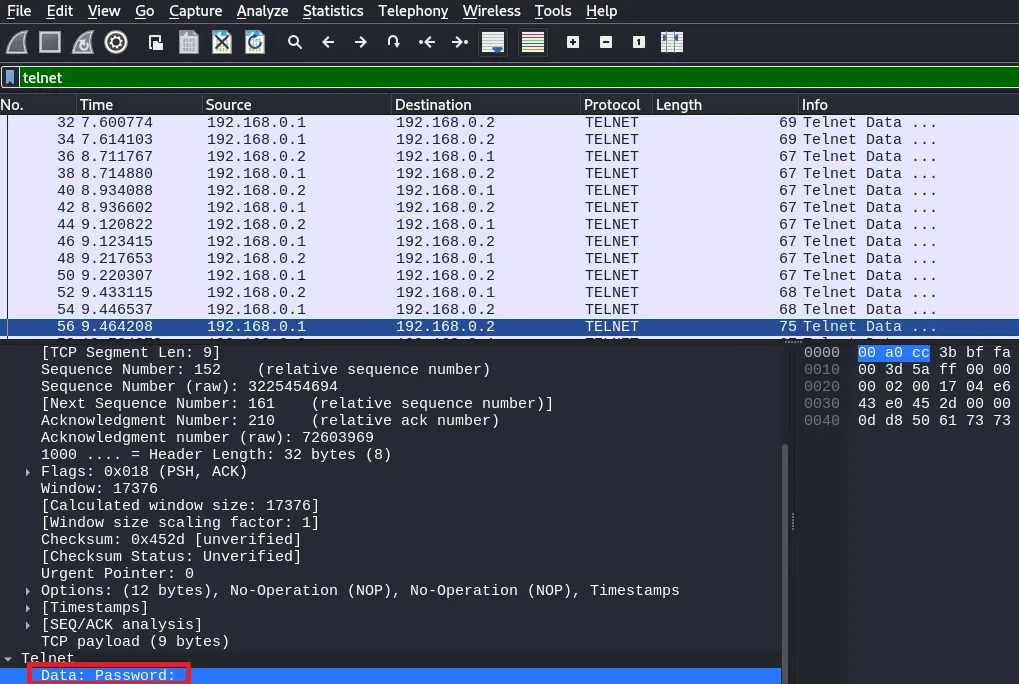 File Edit View Go Capture Analyze Statistics Telephony Wireless Tools Help
telnet
No. Time Source Destination Protocol Length Info
32 7.600774 192.168.0.1 192.168.0.2 TELNET 69 Telnet Data ...
34 7.614103 192.168.0.1 192.168.0.2 TELNET 69 Telnet Data ...
36 8.711767 192.168.0.2 192.168.0.1 TELNET 67 Telnet Data ...
38 8.714880 192.168.0.1 192.168.0.2 TELNET 67 Telnet Data ...
40 8.934088 192.168.0.2 192.168.0.1 TELNET 67 Telnet Data ...
42 8.936602 192.168.0.1 192.168.0.2 TELNET 67 Telnet Data ...
44 9.120822 192.168.0.2 192.168.0.1 TELNET 67 Telnet Data ...
46 9.123415 192.168.0.1 192.168.0.2 TELNET 67 Telnet Data ...
48 9.217653 192.168.0.2 192.168.0.1 TELNET 67 Telnet Data ...
50 9.220307 192.168.0.1 192.168.0.2 TELNET 67 Telnet Data ...
52 9.433115 192.168.0.2 192.168.0.1 TELNET 68 Telnet Data ...
54 9.446537 192.168.0.1 192.168.0.2 TELNET 68 Telnet Data ...
56 9.464208 192.168.0.1 192.168.0.2 TELNET 75 Telnet Data ...
[TCP Segment Len: 9]
Sequence Number: 152 (relative sequence number)
Sequence Number (raw): 3225454694
[Next Sequence Number: 161 (relative sequence number)]
Acknowledgment Number: 210 (relative ack number)
Acknowledgment number (raw): 72603969
1000 .... = Header Length: 32 bytes (8)
Flags: 0x018 (PSH, ACK)
Window: 17376
[Calculated window size: 17376]
[Window size scaling factor: 1]
Checksum: 0x452d [unverified]
[Checksum Status: Unverified]
Urgent Pointer: 0
Options: (12 bytes), No-Operation (NOP), No-Operation (NOP), Timestamps
[Timestamps]
[SEQ/ACK analysis]
TCP payload (9 bytes)
Telnet
Data: Password:
0000 00 a0 cc 3b bf fa
0010 00 3d 5a ff 00 00
0020 00 02 00 17 04 e6
0030 43 e0 45 2d 00 00
0040 0d d8 50 61 73 73